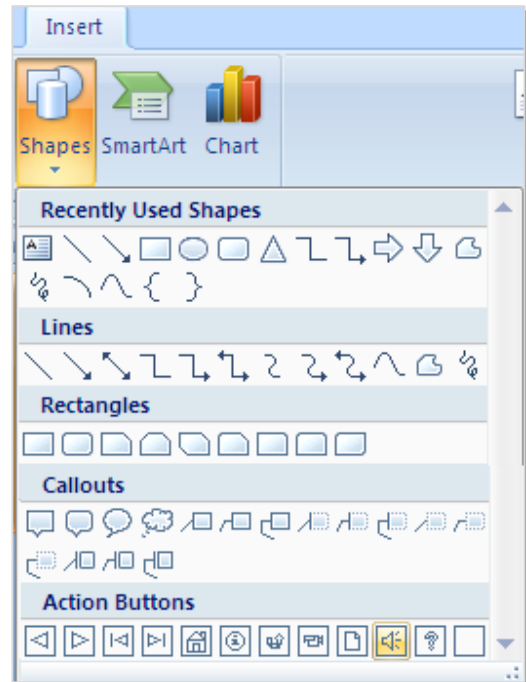 Insert
Shapes SmartArt Chart
Recently Used Shapes
Lines
Rectangles
Callouts
Action Buttons